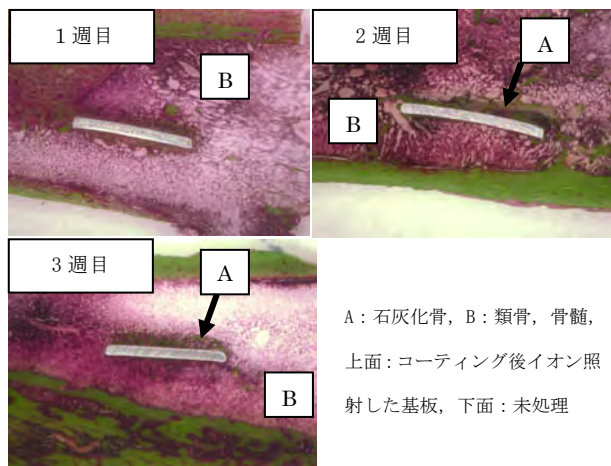 1週目
B
2週目
A
B
3週目
A
B
A：石灰化骨，B：類骨，骨髄，
上面：コーティング後イオン照
射した基板，下面：未処理